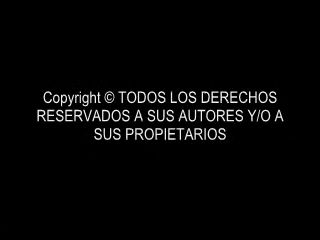 Copyright © TODOS LOS DERECHOS
RESERVADOS A SUS AUTORES Y/O A
SUS PROPIETARIOS